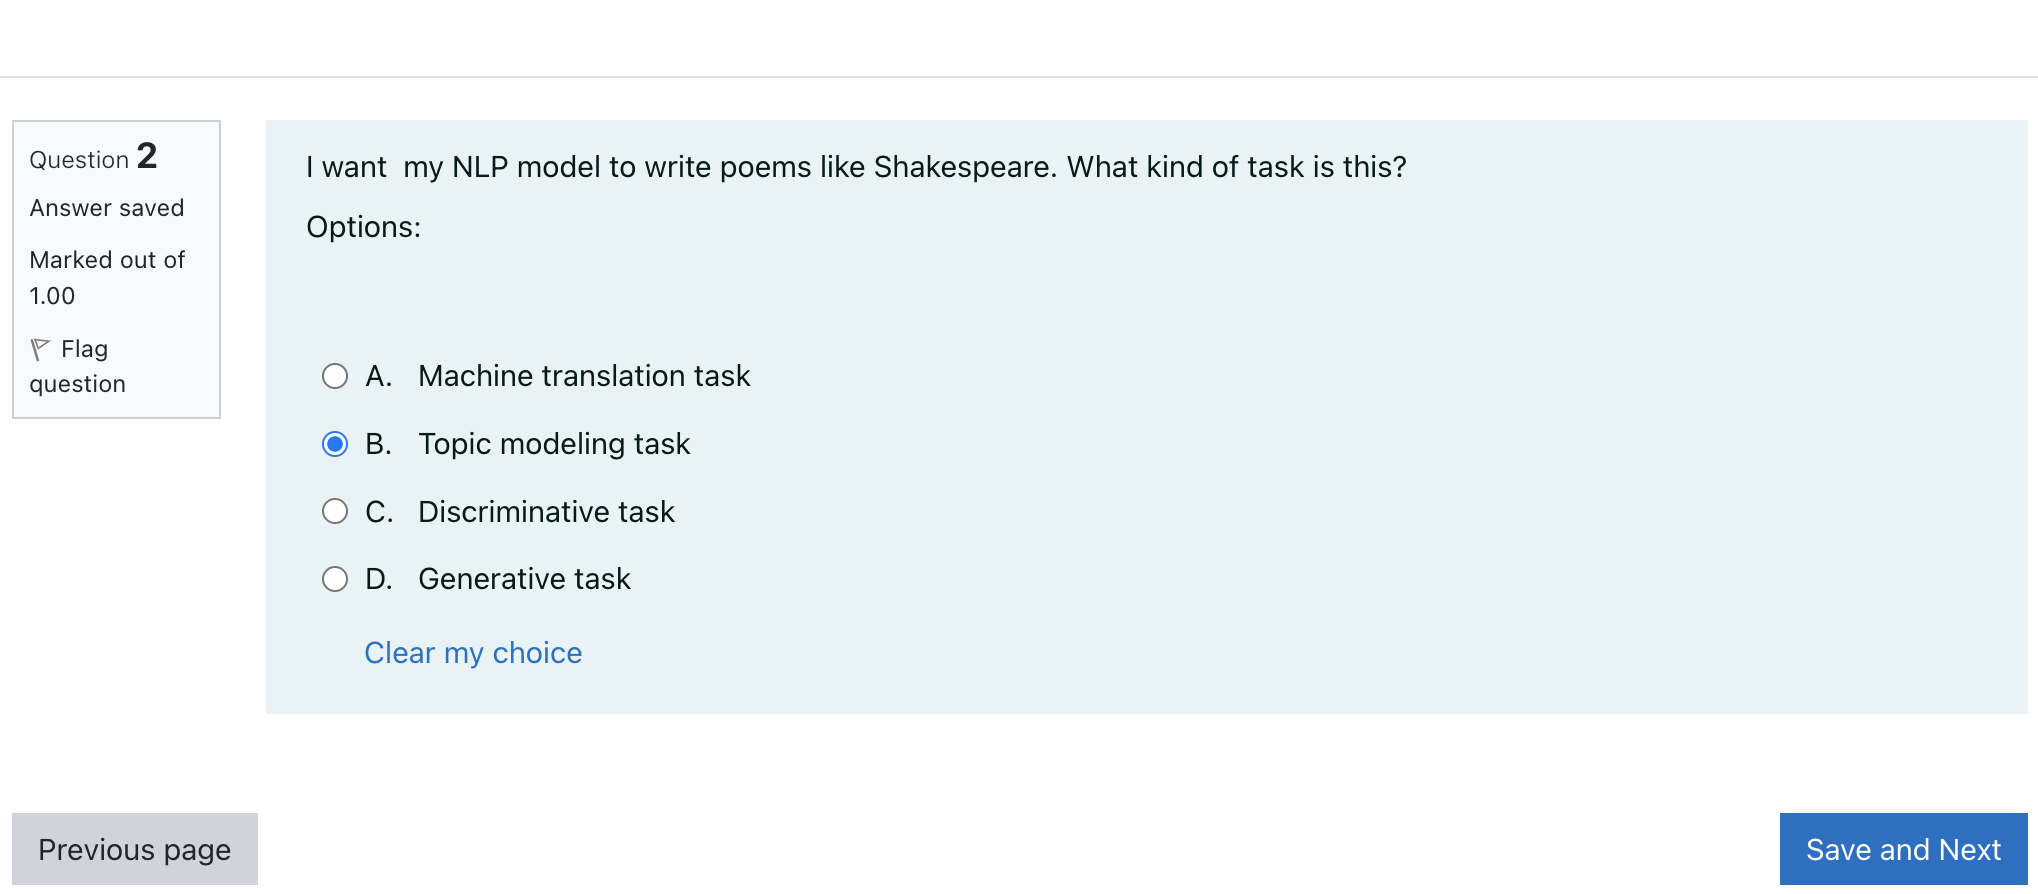 Question 2
Answer saved
Marked out of
1.00
Flag
question
I want  my NLP model to write poems like Shakespeare. What kind of task is this?
Options:
A. Machine translation task
B. Topic modeling task
C. Discriminative task
D. Generative task
Clear my choice
Previous page
Save and Next